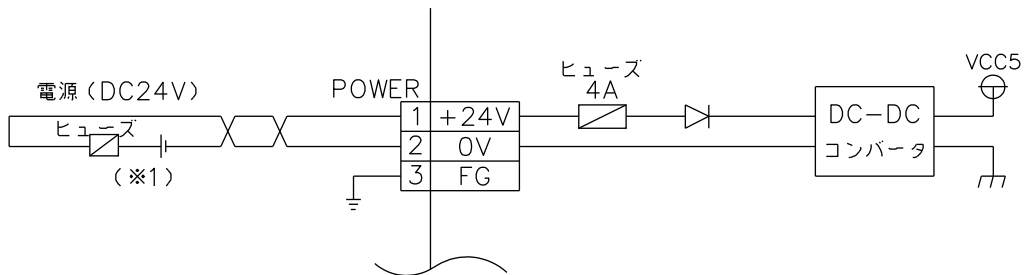 電源(DC24V)
ヒューズ
(※1)
POWER
1 +24V
2 0V
3 FG
ヒューズ
4A
DC-DC
コンバータ
VCC5